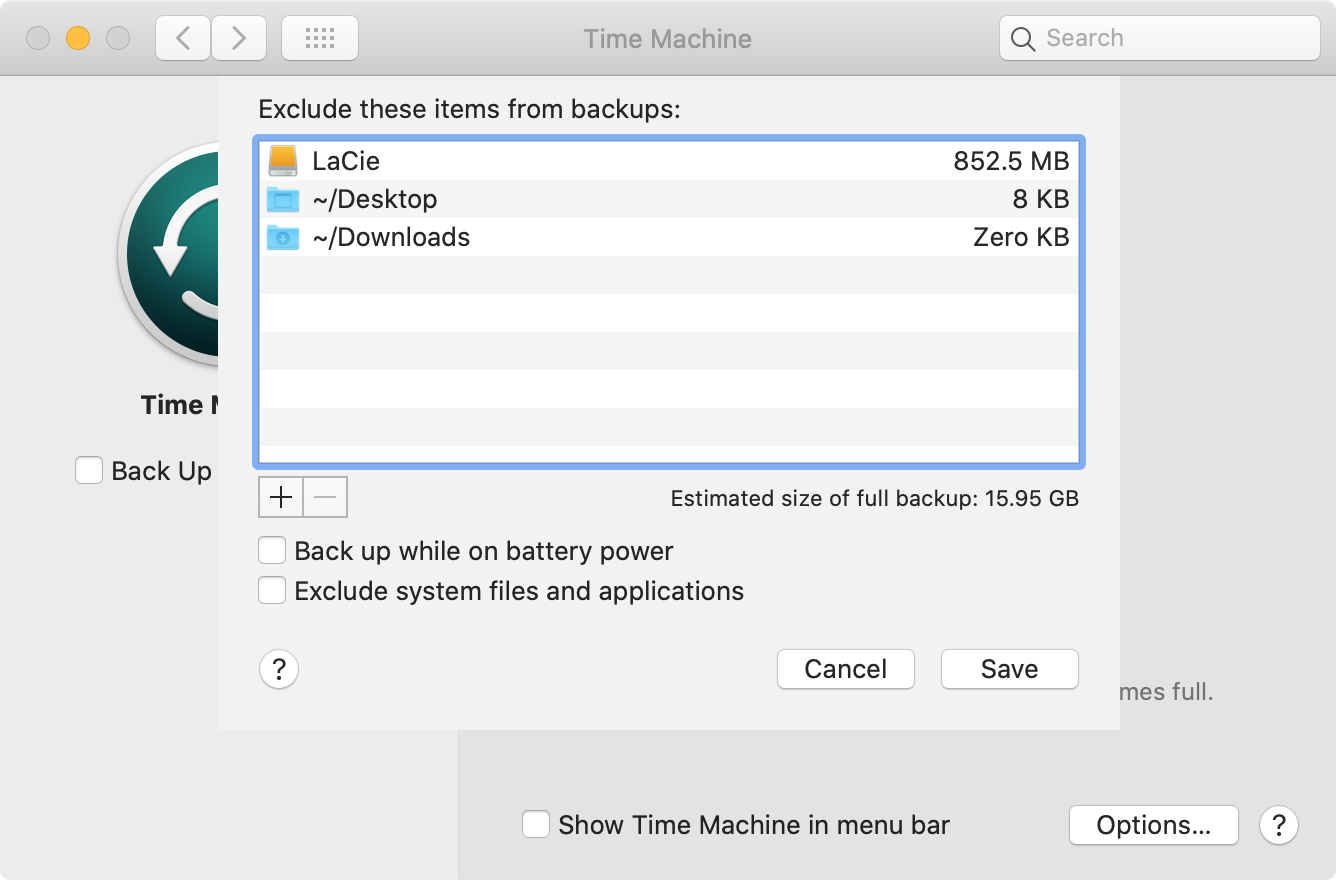 Time Machine
Search
Exclude these items from backups:
LaCie 852.5 MB
~/Desktop 8 KB
~/Downloads Zero KB
Time
Back Up
Estimated size of full backup: 15.95 GB
Back up while on battery power
Exclude system files and applications
? Cancel Save
mes full.
Show Time Machine in menu bar Options... ?